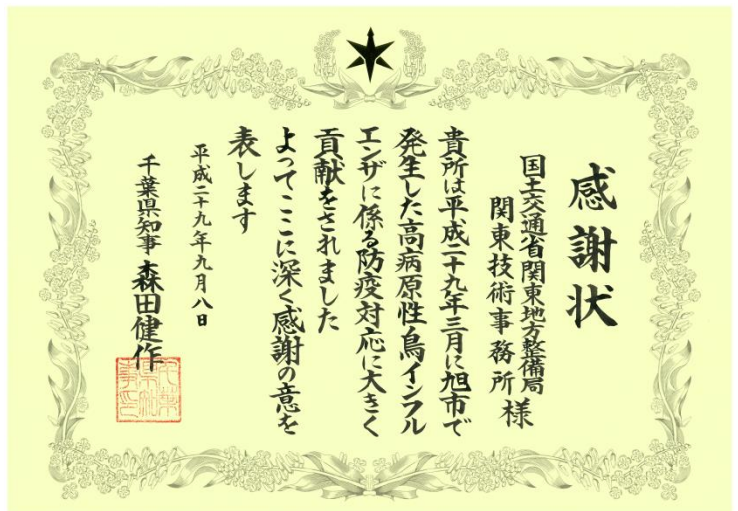 感謝状
国土交通省関東地方整備局
関東技術事務所 様
貴所は平成二十九年三月に旭市で
発生した高病原性鳥インフル
エンザに係る防疫対応に大きく
貢献をされました
よってここに深く感謝の意を
表します
平成二十九年九月八日
千葉県知事 森田健作